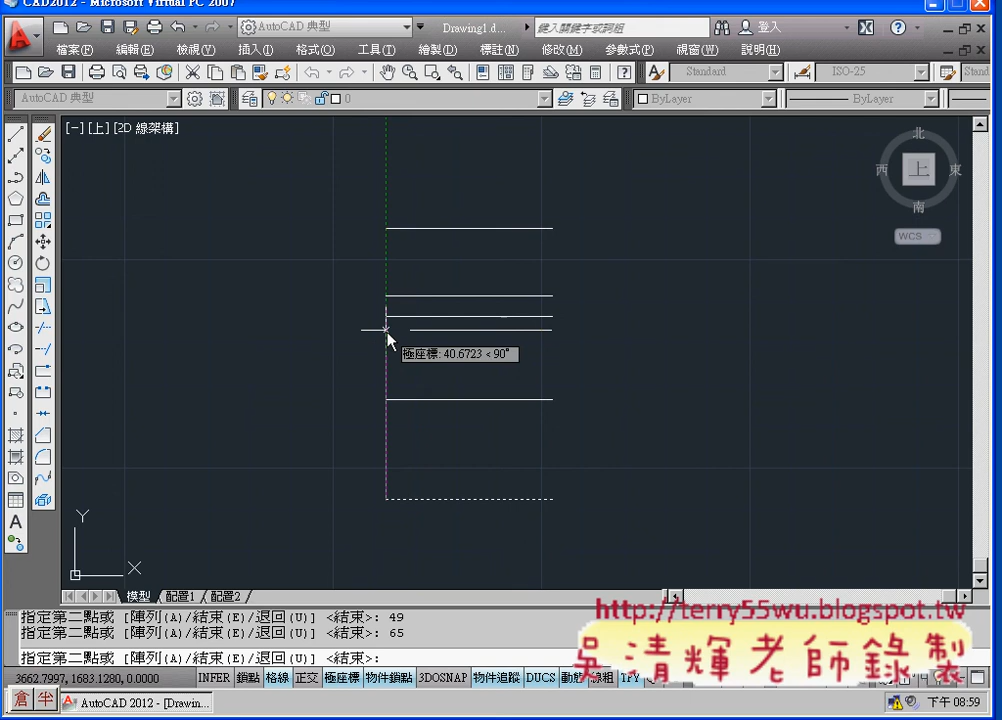 CAD2012 - Microsoft Virtual PC 2007
AutoCAD 典型
Drawing1.d...
鍵入關鍵字或詞組
登入
檔案(F) 編輯(E) 檢視(V) 插入(I) 格式(O) 工具(T) 繪製(D) 標註(N) 修改(M) 參數式(P) 視窗(W) 說明(H)
Standard
ISO-25
Stand
AutoCAD 典型
0
ByLayer
ByLayer
[−] [上] [2D 線架構]
北
西 上 東
南
WCS
極座標: 40.6723 < 90°
Y
X
模型 配置1 配置2
指定第二點或 [陣列(A)/結束(E)/退回(U)] <結束>: 49
指定第二點或 [陣列(A)/結束(E)/退回(U)] <結束>: 65
指定第二點或 [陣列(A)/結束(E)/退回(U)] <結束>:
http://terry55wu.blogspot.tw
吳清輝老師錄製
3662.7997, 1683.1280, 0.0000
INFER 鎖點 格線 正交 極座標 物件鎖點 3DOSNAP 物件追蹤 DUCS 動態 線粗 TPY
倉 半 AutoCAD 2012 - [Drawin...
下午 08:59